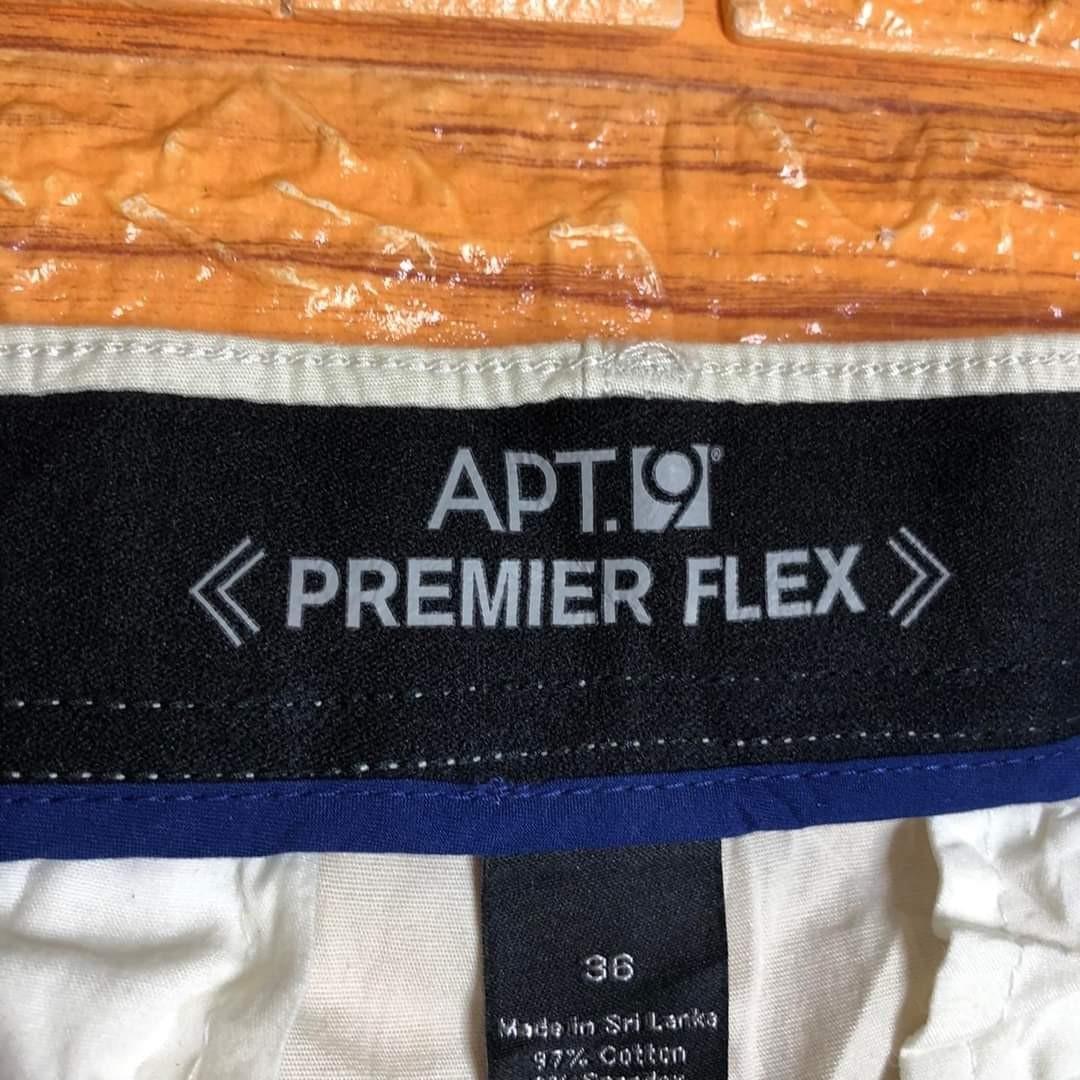 APT.9®
« PREMIER FLEX »
36
Made in Sri Lanka
97% Cotton